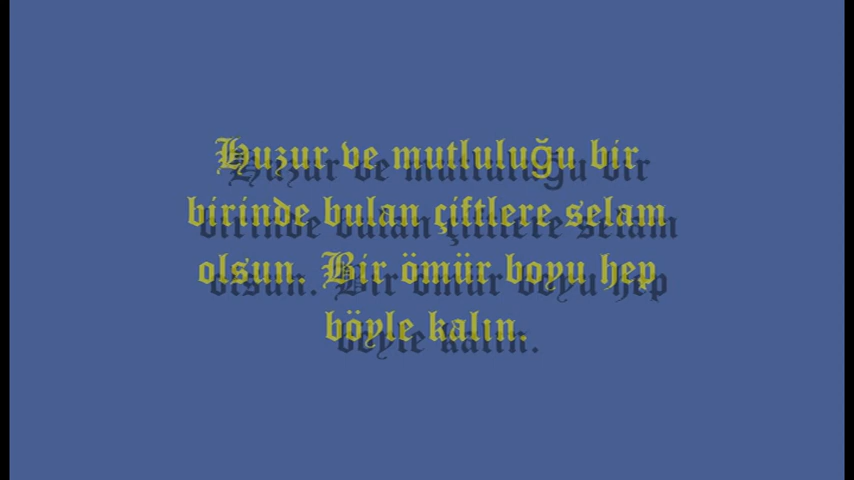 Huzur ve mutluluğu bir
birinde bulan çiftlere selam
olsun. Bir ömür boyu hep
böyle kalın.